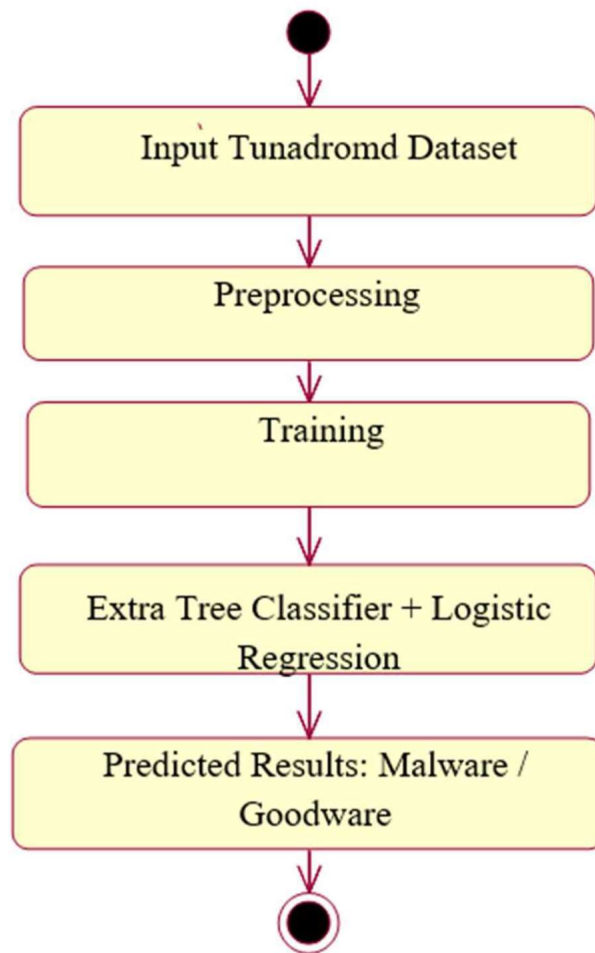 Input Tunadromd Dataset
Preprocessing
Training
Extra Tree Classifier + Logistic
Regression
Predicted Results: Malware /
Goodware